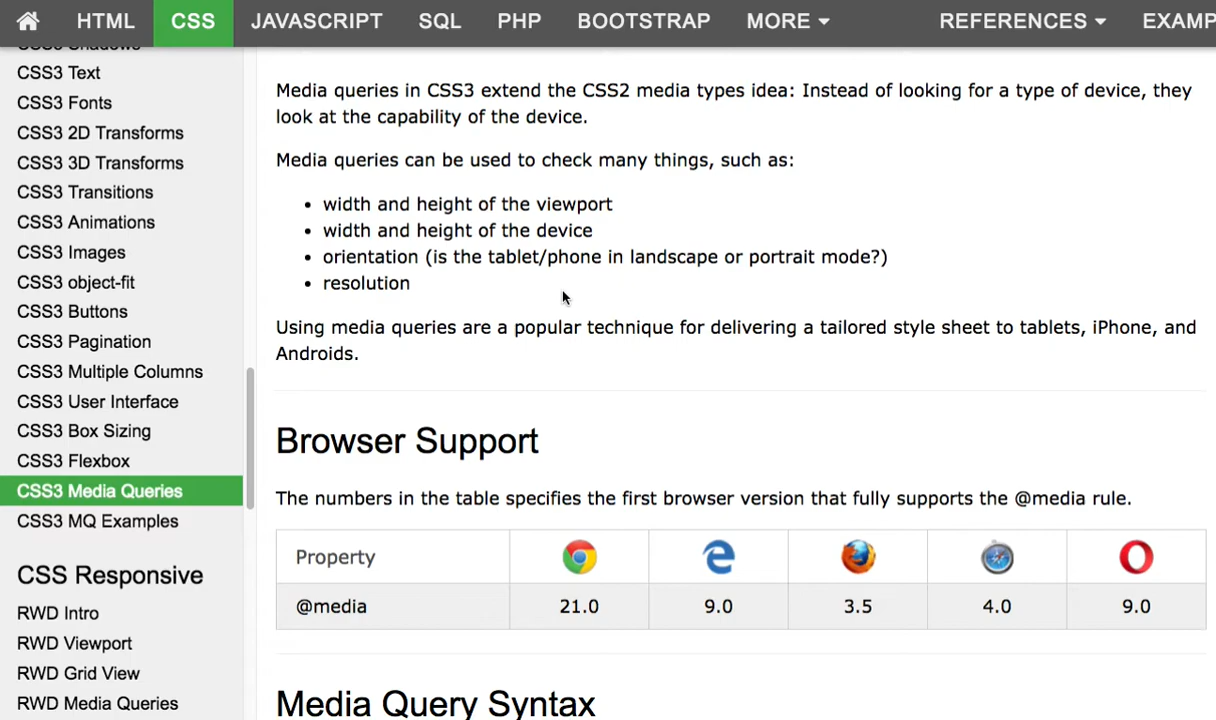 HTML CSS JAVASCRIPT SQL PHP BOOTSTRAP MORE REFERENCES EXAMP
CSS3 Shadows
CSS3 Text
CSS3 Fonts
CSS3 2D Transforms
CSS3 3D Transforms
CSS3 Transitions
CSS3 Animations
CSS3 Images
CSS3 object-fit
CSS3 Buttons
CSS3 Pagination
CSS3 Multiple Columns
CSS3 User Interface
CSS3 Box Sizing
CSS3 Flexbox
CSS3 Media Queries
CSS3 MQ Examples
CSS Responsive
RWD Intro
RWD Viewport
RWD Grid View
RWD Media Queries
Media queries in CSS3 extend the CSS2 media types idea: Instead of looking for a type of device, they
look at the capability of the device.
Media queries can be used to check many things, such as:
• width and height of the viewport
• width and height of the device
• orientation (is the tablet/phone in landscape or portrait mode?)
• resolution
Using media queries are a popular technique for delivering a tailored style sheet to tablets, iPhone, and
Androids.
Browser Support
The numbers in the table specifies the first browser version that fully supports the @media rule.
Property
@media 21.0 9.0 3.5 4.0 9.0
Media Query Syntax